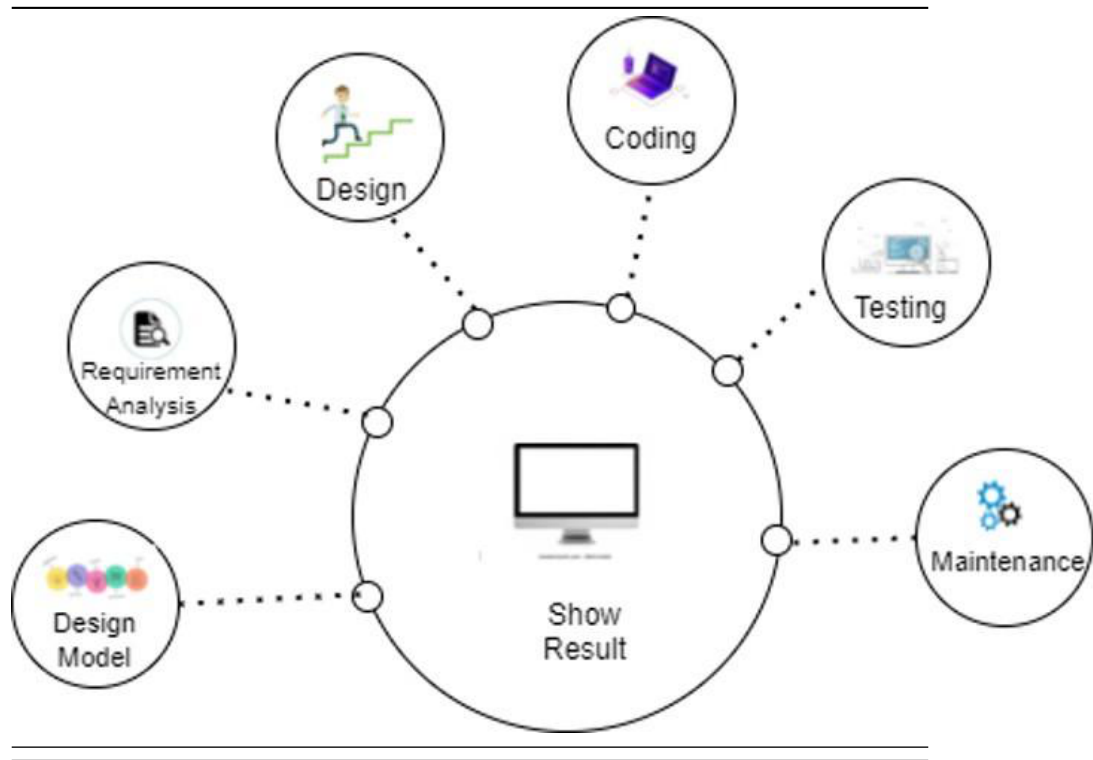 Coding
Design
Testing
Requirement
Analysis
Maintenance
Design
Model
Show
Result